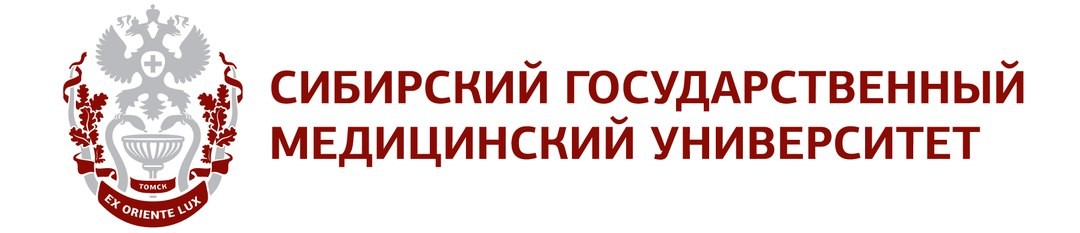 СИБИРСКИЙ ГОСУДАРСТВЕННЫЙ
МЕДИЦИНСКИЙ УНИВЕРСИТЕТ
ТОМСК
EX ORIENTE LUX